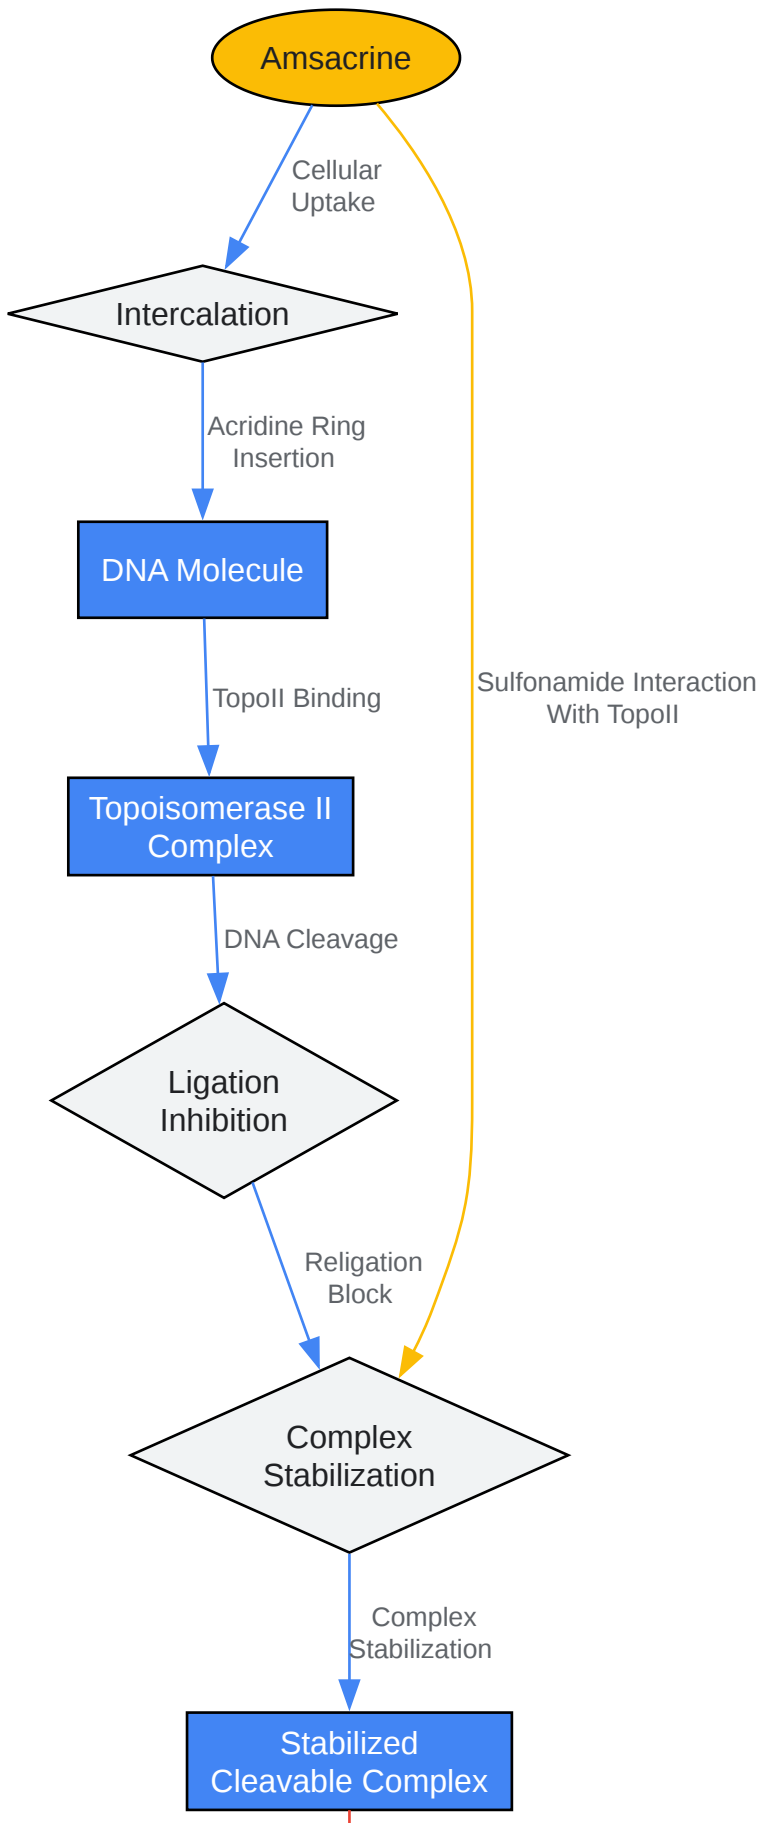 Amsacrine
Cellular
Uptake
Intercalation
Acridine Ring
Insertion
DNA Molecule
TopoII Binding
Sulfonamide Interaction
With TopoII
Topoisomerase II
Complex
DNA Cleavage
Ligation
Inhibition
Religation
Block
Complex
Stabilization
Complex
Stabilization
Stabilized
Cleavable Complex